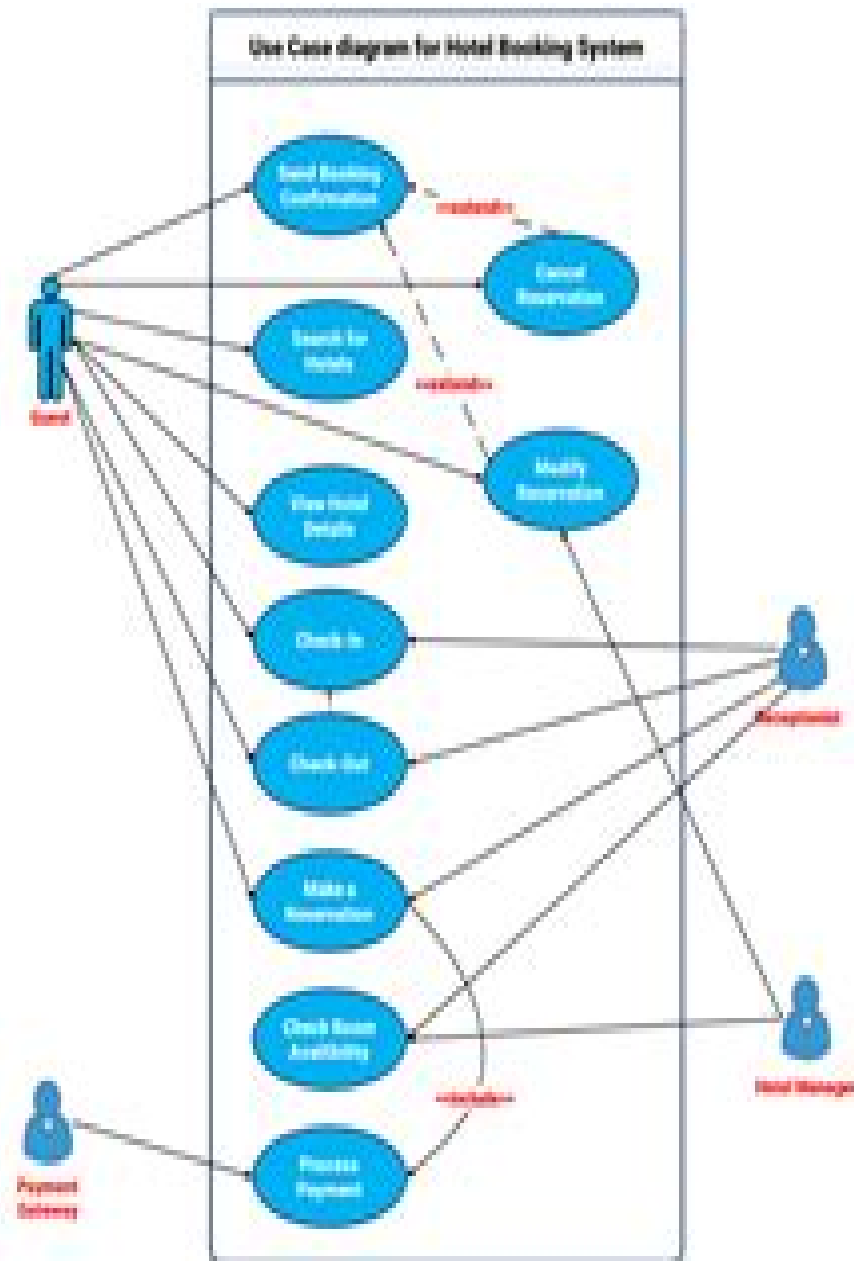 Use Case diagram for Hotel Booking System
Send Booking
Confirmation
<<extend>>
Cancel
Reservation
Search for
Hotels
Guest
<<extend>>
Modify
Reservation
View Hotel
Details
Check-In
Receptionist
Check-Out
Make a
Reservation
Check Room
Availibility
Hotel Manager
<<include>>
Payment
Gateway
Process
Payment